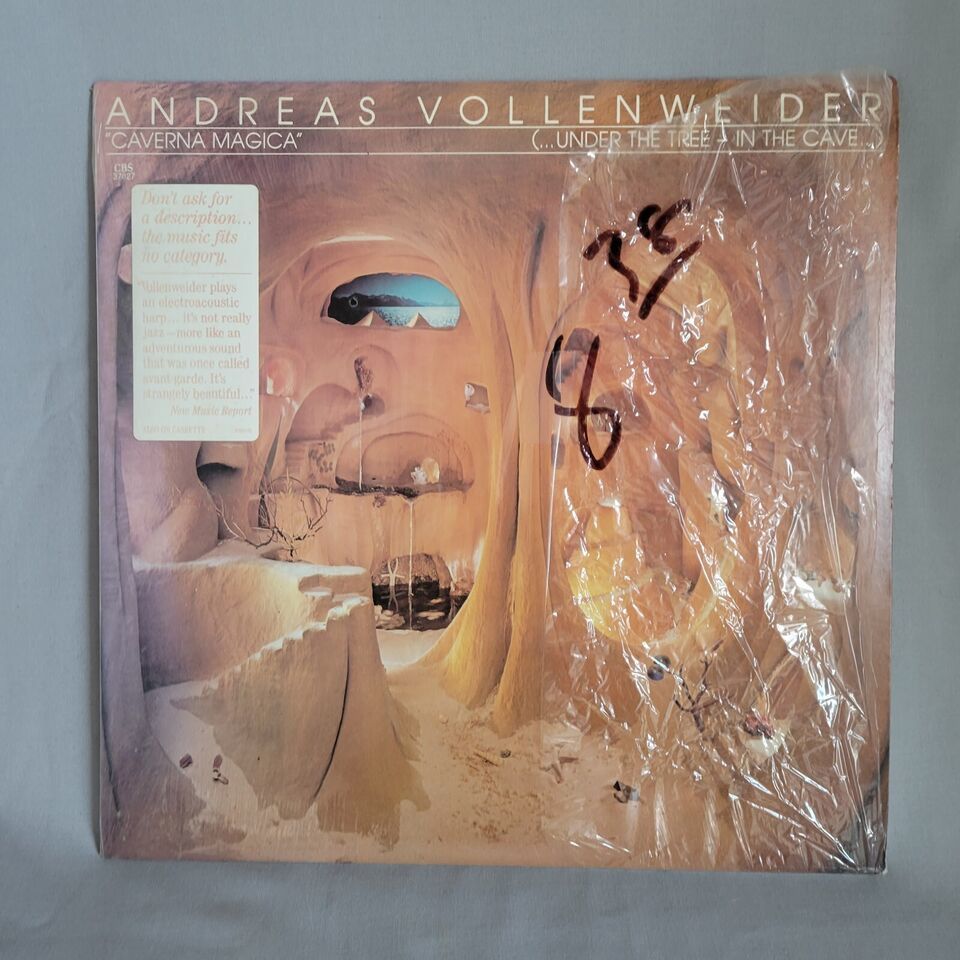 ANDREAS VOLLENWEIDER
"CAVERNA MAGICA" (...UNDER THE TREE - IN THE CAVE...)
CBS
37827
Don't ask for
a description...
the music fits
no category.
"Vollenweider plays
an electroacoustic
harp... it's not really
jazz – more like an
adventurous sound
that was once called
avant-garde. It's
strangely beautiful..."
New Music Report
ALSO ON CASSETTE
8